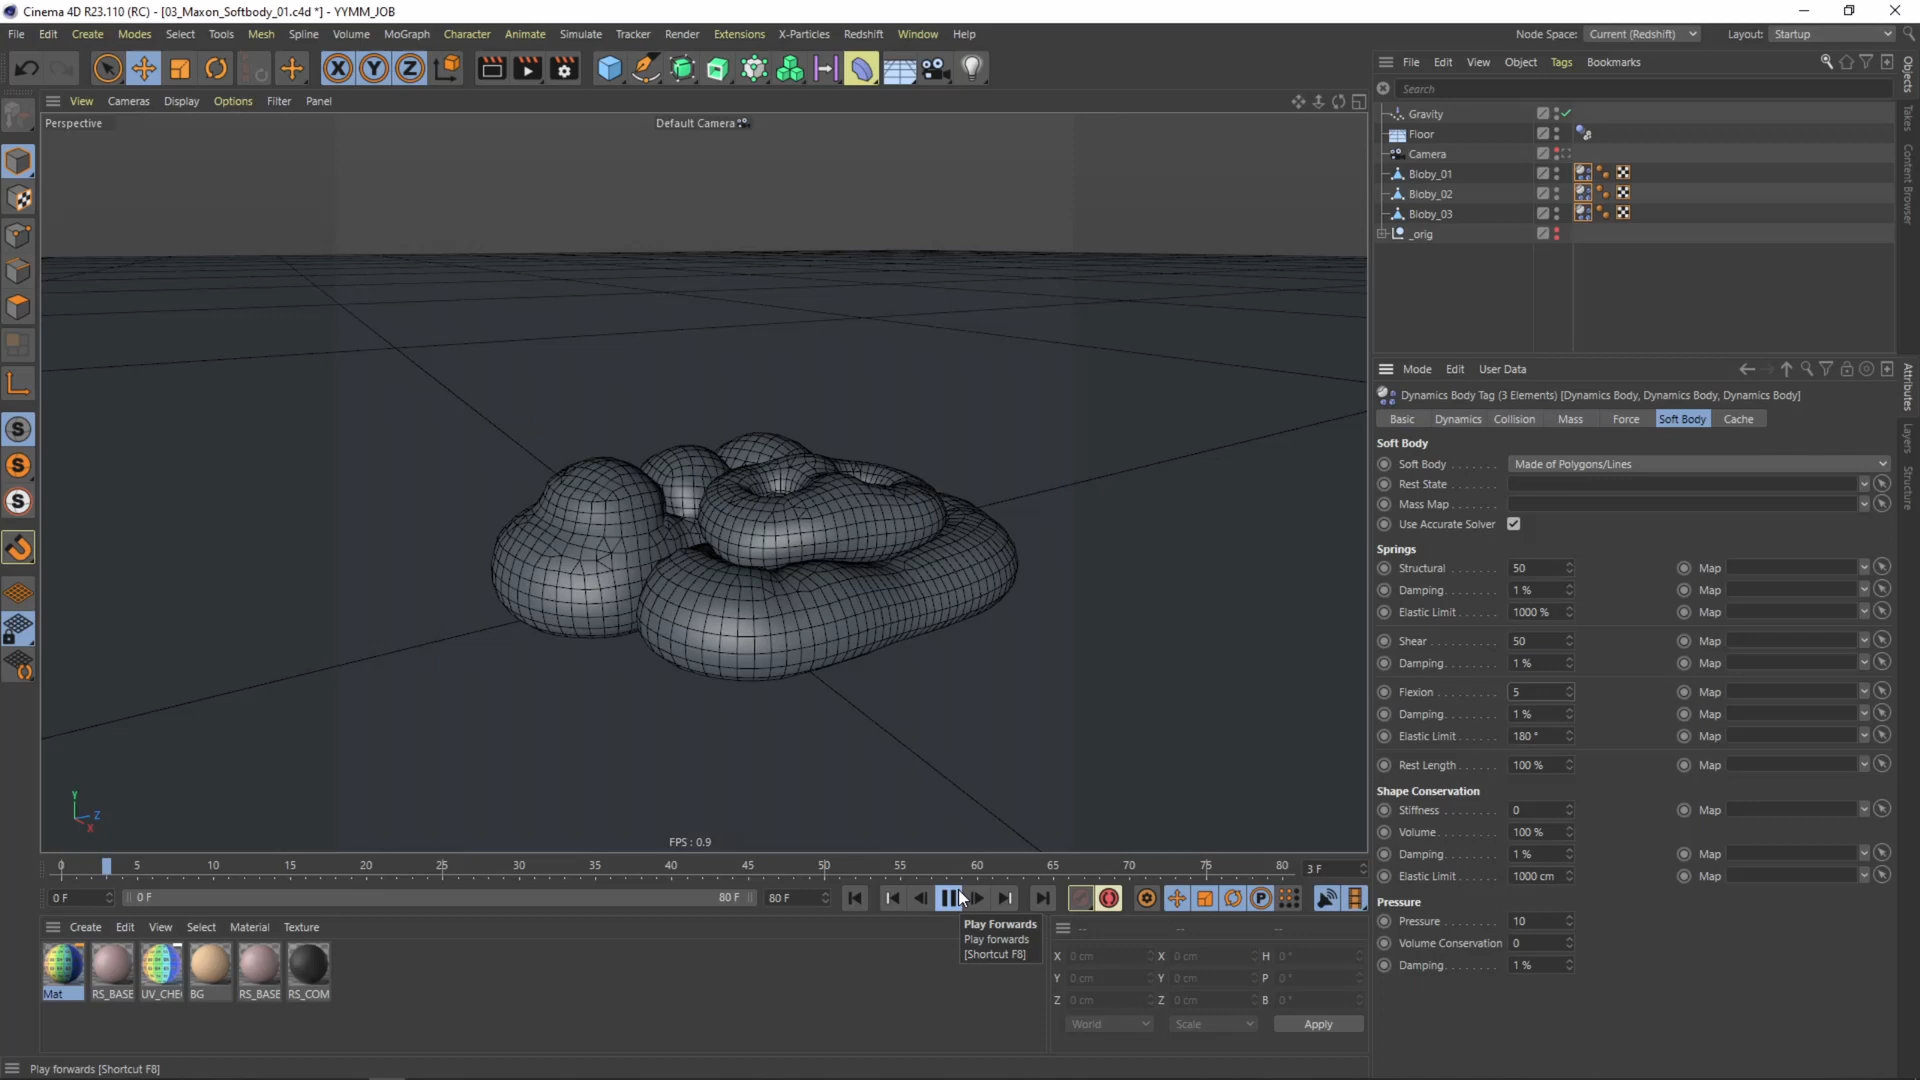 Cinema 4D R23.110 (RC) - [03_Maxon_Softbody_01.c4d *] - YYMM_JOB
File Edit Create Modes Select Tools Mesh Spline Volume MoGraph Character Animate Simulate Tracker Render Extensions X-Particles Redshift Window Help Node Space: Current (Redshift) Layout: Startup
X Y Z
File Edit View Object Tags Bookmarks
Objects
Takes
Content Browser
View Cameras Display Options Filter Panel
Search
Perspective
Default Camera
Gravity
Floor
Camera
Bloby_01
Bloby_02
Bloby_03
_orig
Mode Edit User Data
Attributes
Layers
Structure
Dynamics Body Tag (3 Elements) [Dynamics Body, Dynamics Body, Dynamics Body]
Basic Dynamics Collision Mass Force Soft Body Cache
Soft Body
Soft Body Made of Polygons/Lines
Rest State
Mass Map
Use Accurate Solver
Springs
Structural 50 Map
Damping 1 % Map
Elastic Limit 1000 % Map
Shear 50 Map
Damping 1 % Map
Flexion 5 Map
Damping 1 % Map
Elastic Limit 180 ° Map
Rest Length 100 % Map
Shape Conservation
Stiffness 0 Map
Volume 100 %
Damping 1 % Map
Elastic Limit 1000 cm Map
Pressure
Pressure 10
Volume Conservation 0
Damping 1 %
S
S
S
Y
Z
X
FPS : 0.9
0 5 10 15 20 25 30 35 40 45 50 55 60 65 70 75 80 3 F
0 F 0 F 80 F 80 F
P
Play Forwards
Play forwards
[Shortcut F8]
Create Edit View Select Material Texture
-- -- --
Mat RS_BASE UV_CHE BG RS_BASE RS_COM
X 0 cm X 0 cm H 0 °
Y 0 cm Y 0 cm P 0 °
Z 0 cm Z 0 cm B 0 °
World Scale Apply
Play forwards [Shortcut F8]